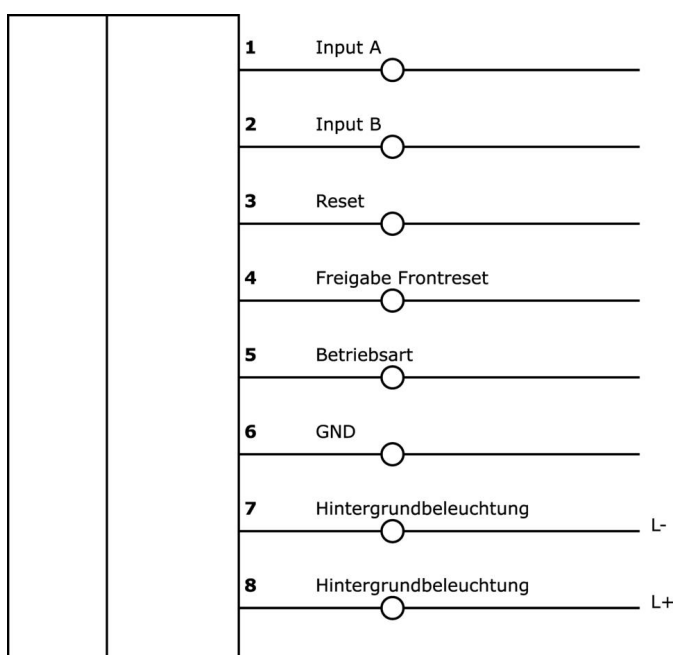 1 Input A
2 Input B
3 Reset
4 Freigabe Frontreset
5 Betriebsart
6 GND
7 Hintergrundbeleuchtung L-
8 Hintergrundbeleuchtung L+